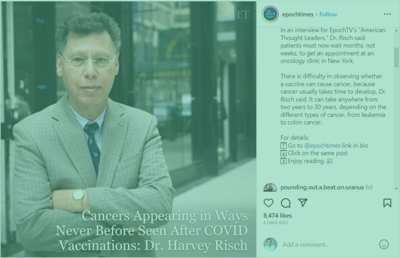 ET
epochtimes • Follow
In an interview for EpochTV's "American
Thought Leaders," Dr. Risch said
patients must now wait months, not
weeks, to get an appointment at an
oncology clinic in New York.
There is difficulty in observing whether
a vaccine can cause cancer, because
cancer usually takes time to develop, Dr.
Risch said. It can take anywhere from
two years to 30 years, depending on the
different types of cancer, from leukemia
to colon cancer.
For details:
1 Go to @epochtimes link in bio
2 Click on the same post
3 Enjoy reading
pounding.out.a.beat.on.uranus 6d
Cancers Appearing in Ways
Never Before Seen After COVID
Vaccinations: Dr. Harvey Risch
8,474 likes
6 DAYS AGO
Add a comment...